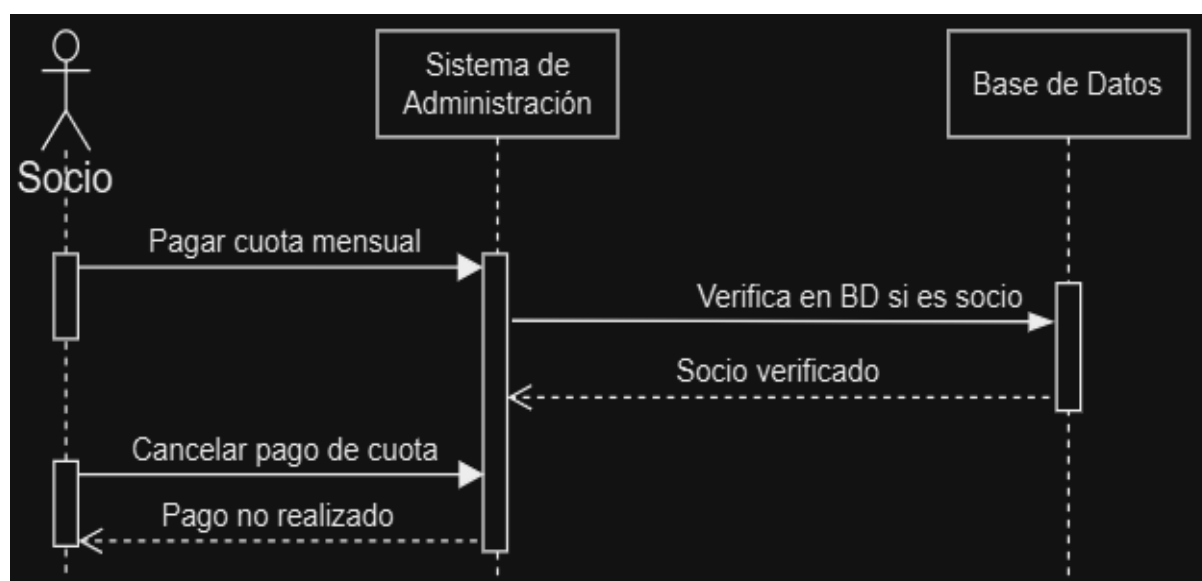 Sistema de
Administración
Base de Datos
Socio
Pagar cuota mensual
Verifica en BD si es socio
Socio verificado
Cancelar pago de cuota
Pago no realizado